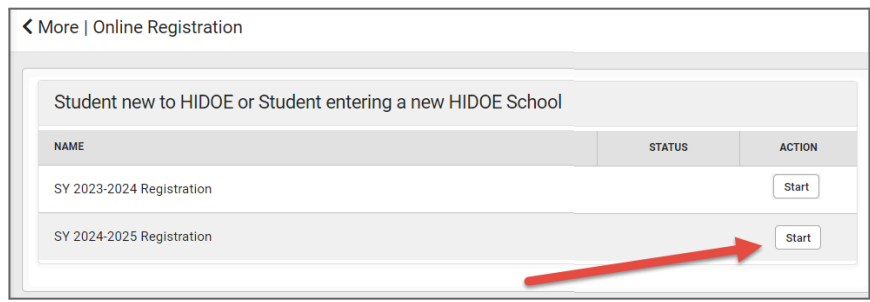 More | Online Registration
Student new to HIDOE or Student entering a new HIDOE School
NAME STATUS ACTION
SY 2023-2024 Registration Start
SY 2024-2025 Registration Start